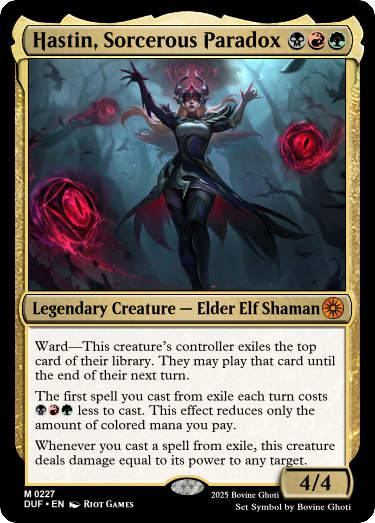 Hastin, Sorcerous Paradox
Legendary Creature — Elder Elf Shaman
Ward—This creature's controller exiles the top
card of their library. They may play that card until
the end of their next turn.
The first spell you cast from exile each turn costs
less to cast. This effect reduces only the
amount of colored mana you pay.
Whenever you cast a spell from exile, this creature
deals damage equal to its power to any target.
4/4
M 0227
DUF • EN RIOT GAMES
2025 Bovine Ghoti
Set Symbol by Bovine Ghoti